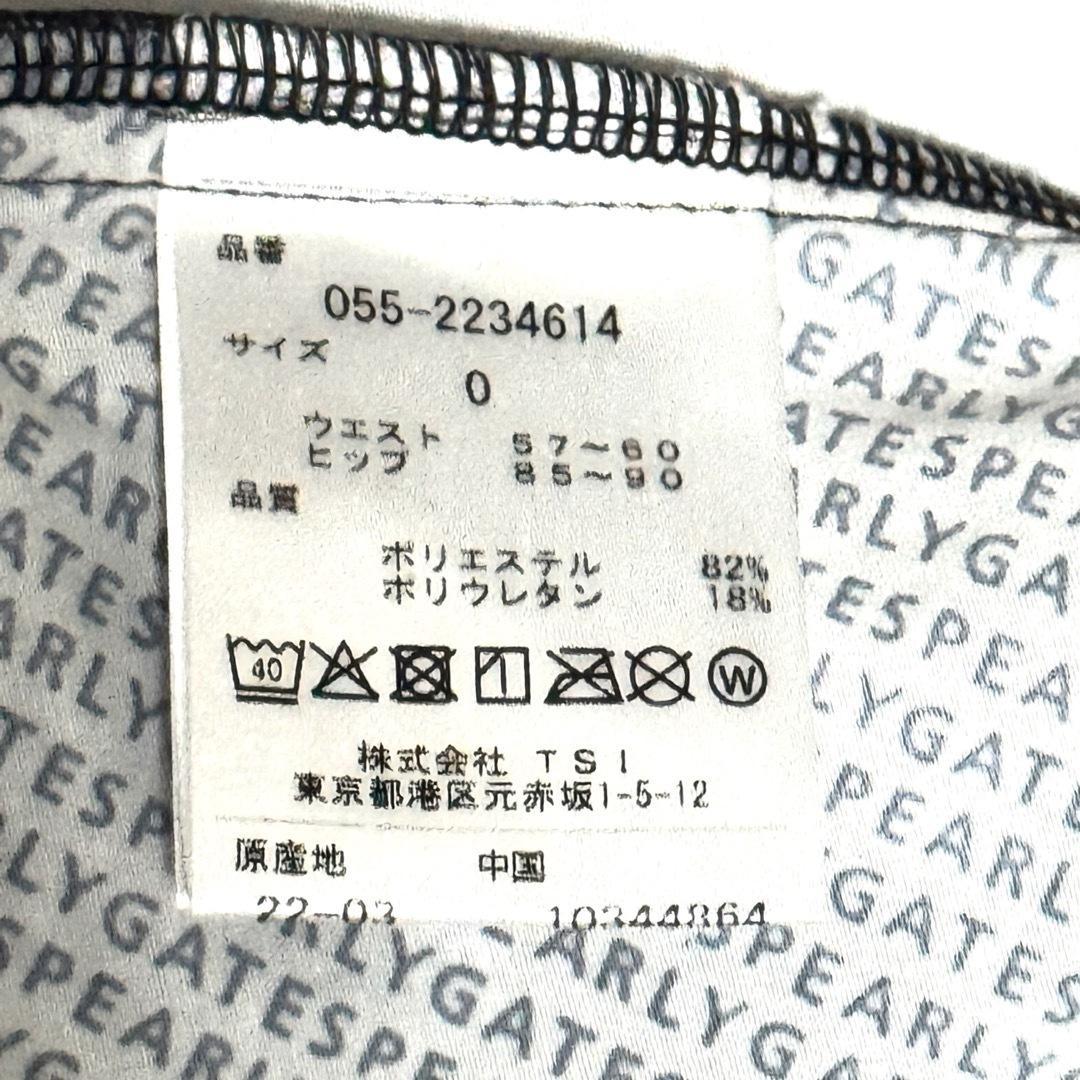 品番
055-2234614
サイズ
0
ウエスト 57～60
ヒップ 85～90
品質
ポリエステル 82%
ポリウレタン 18%
40 W
株式会社 TSI
東京都港区元赤坂1-5-12
原産地 中国
22-03 10344864
PEARLYGATES